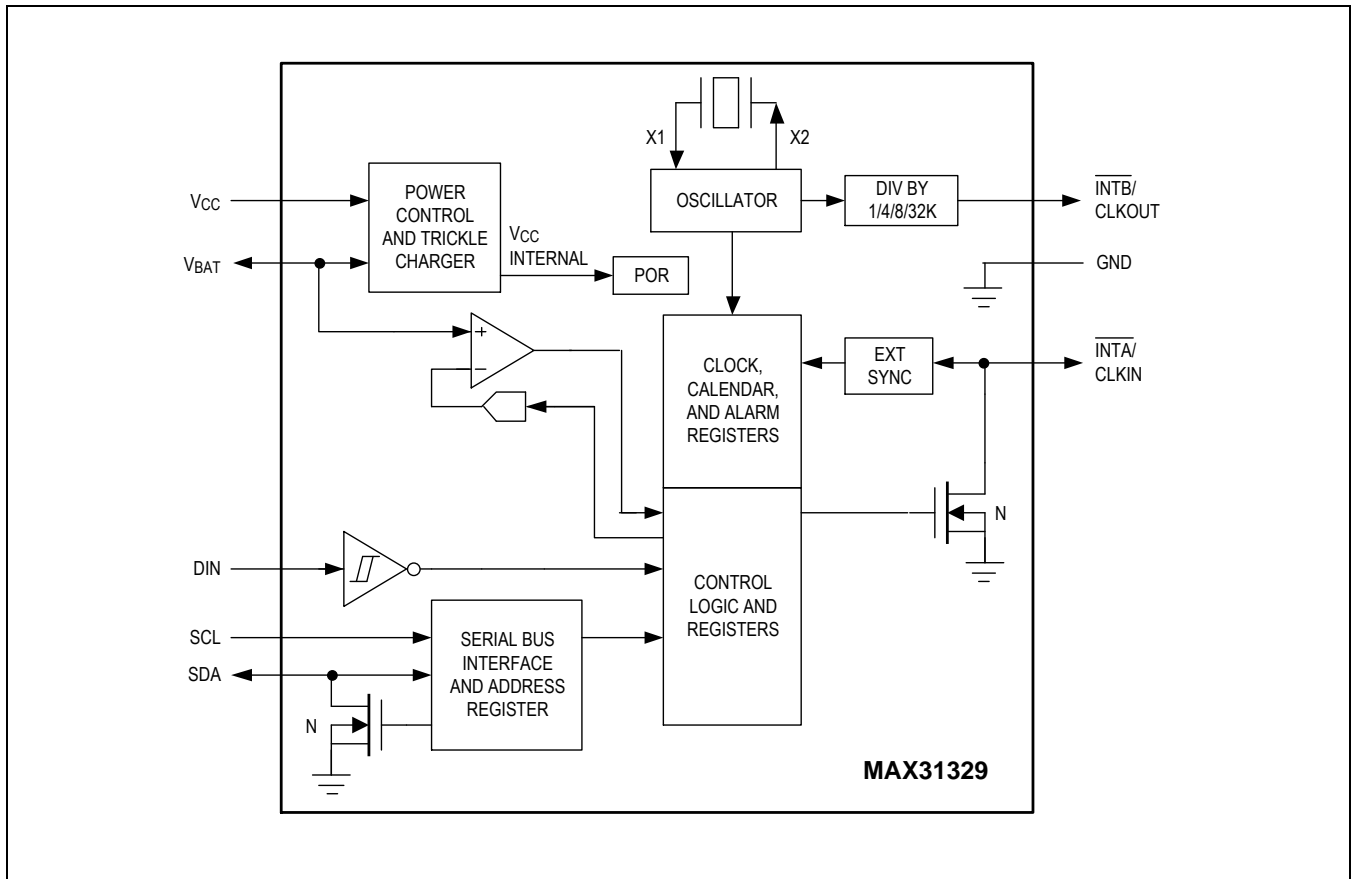 X1
X2
POWER
CONTROL
AND TRICKLE
CHARGER
VCC
VBAT
VCC
INTERNAL
POR
OSCILLATOR
DIV BY
1/4/8/32K
INTB/
CLKOUT
GND
CLOCK,
CALENDAR,
AND ALARM
REGISTERS
EXT
SYNC
INTA/
CLKIN
+
–
N
DIN
CONTROL
LOGIC AND
REGISTERS
SCL
SDA
SERIAL BUS
INTERFACE
AND ADDRESS
REGISTER
N
MAX31329